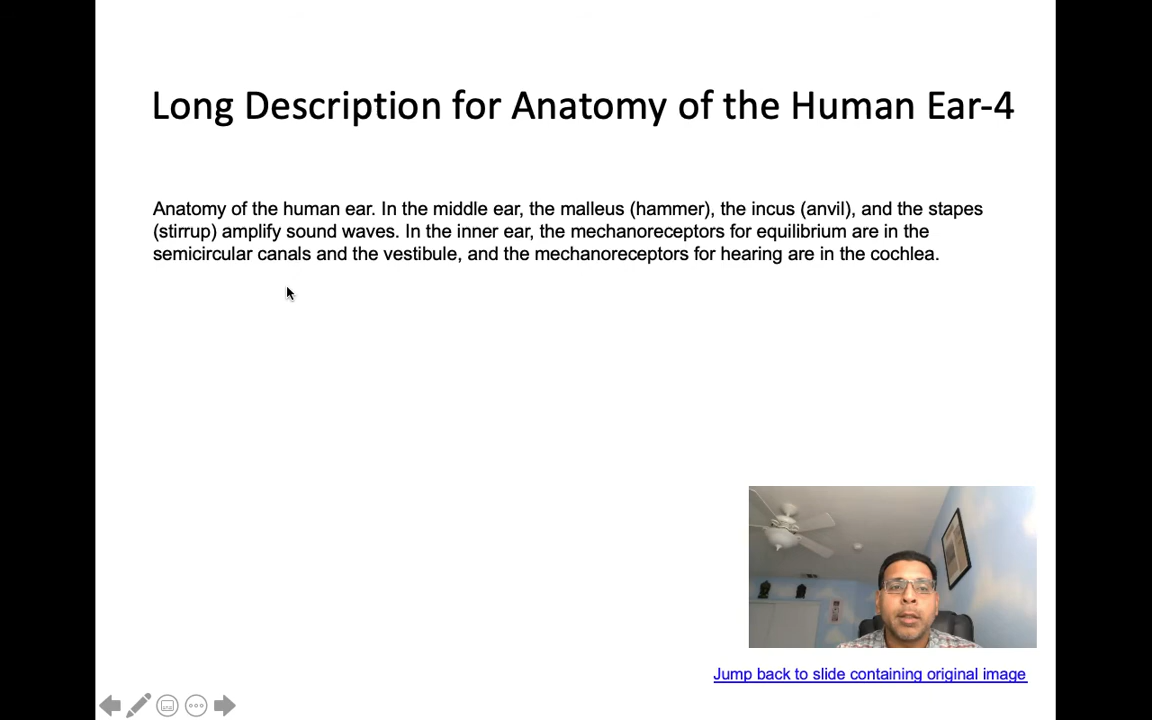 Long Description for Anatomy of the Human Ear-4
Anatomy of the human ear. In the middle ear, the malleus (hammer), the incus (anvil), and the stapes
(stirrup) amplify sound waves. In the inner ear, the mechanoreceptors for equilibrium are in the
semicircular canals and the vestibule, and the mechanoreceptors for hearing are in the cochlea.
Jump back to slide containing original image